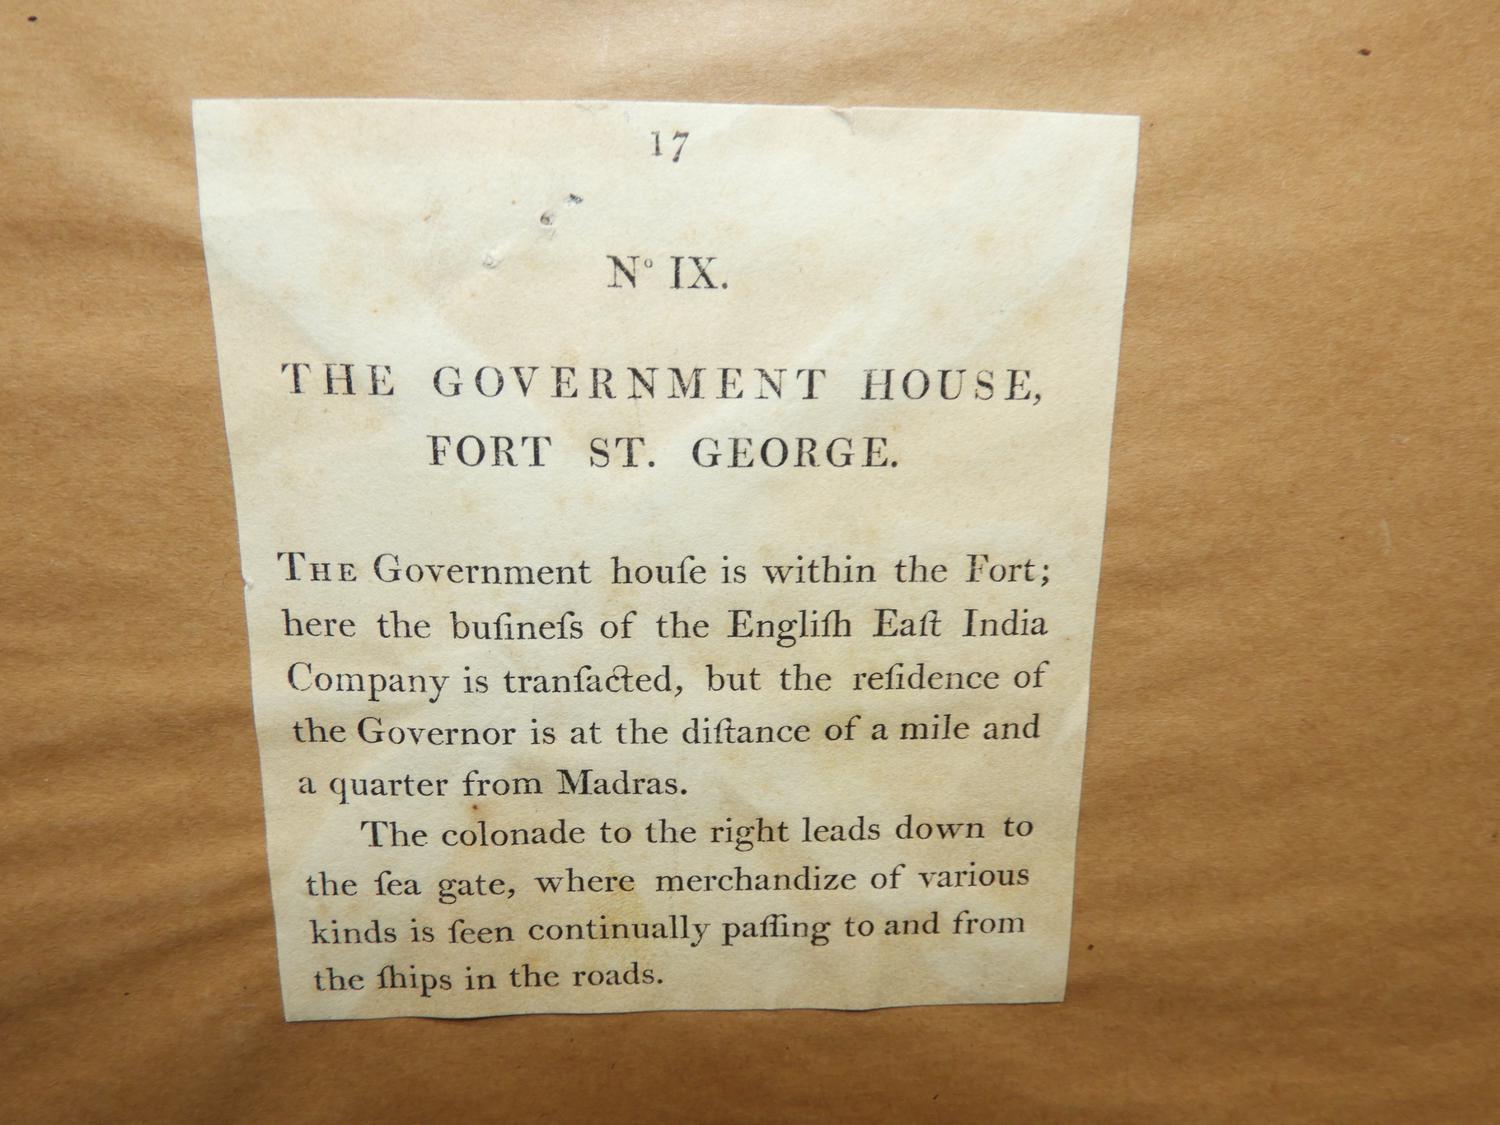 17
Nº IX.
THE GOVERNMENT HOUSE,
FORT ST. GEORGE.
THE Government houſe is within the Fort;
here the buſineſs of the Engliſh Eaſt India
Company is tranſacted, but the reſidence of
the Governor is at the diſtance of a mile and
a quarter from Madras.
The colonade to the right leads down to
the ſea gate, where merchandize of various
kinds is ſeen continually paſſing to and from
the ſhips in the roads.